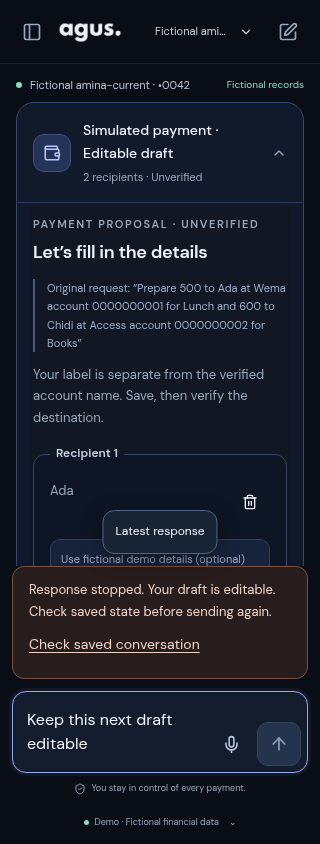 agus.
Fictional ami...
Fictional amina-current · •0042
Fictional records
Simulated payment ·
Editable draft
2 recipients · Unverified
PAYMENT PROPOSAL · UNVERIFIED
Let’s fill in the details
Original request: “Prepare 500 to Ada at Wema
account 0000000001 for Lunch and 600 to
Chidi at Access account 0000000002 for
Books”
Your label is separate from the verified
account name. Save, then verify the
destination.
Recipient 1
Ada
Latest response
Use fictional demo details (optional)
Response stopped. Your draft is editable.
Check saved state before sending again.
Check saved conversation
Keep this next draft
editable
You stay in control of every payment.
Demo · Fictional financial data